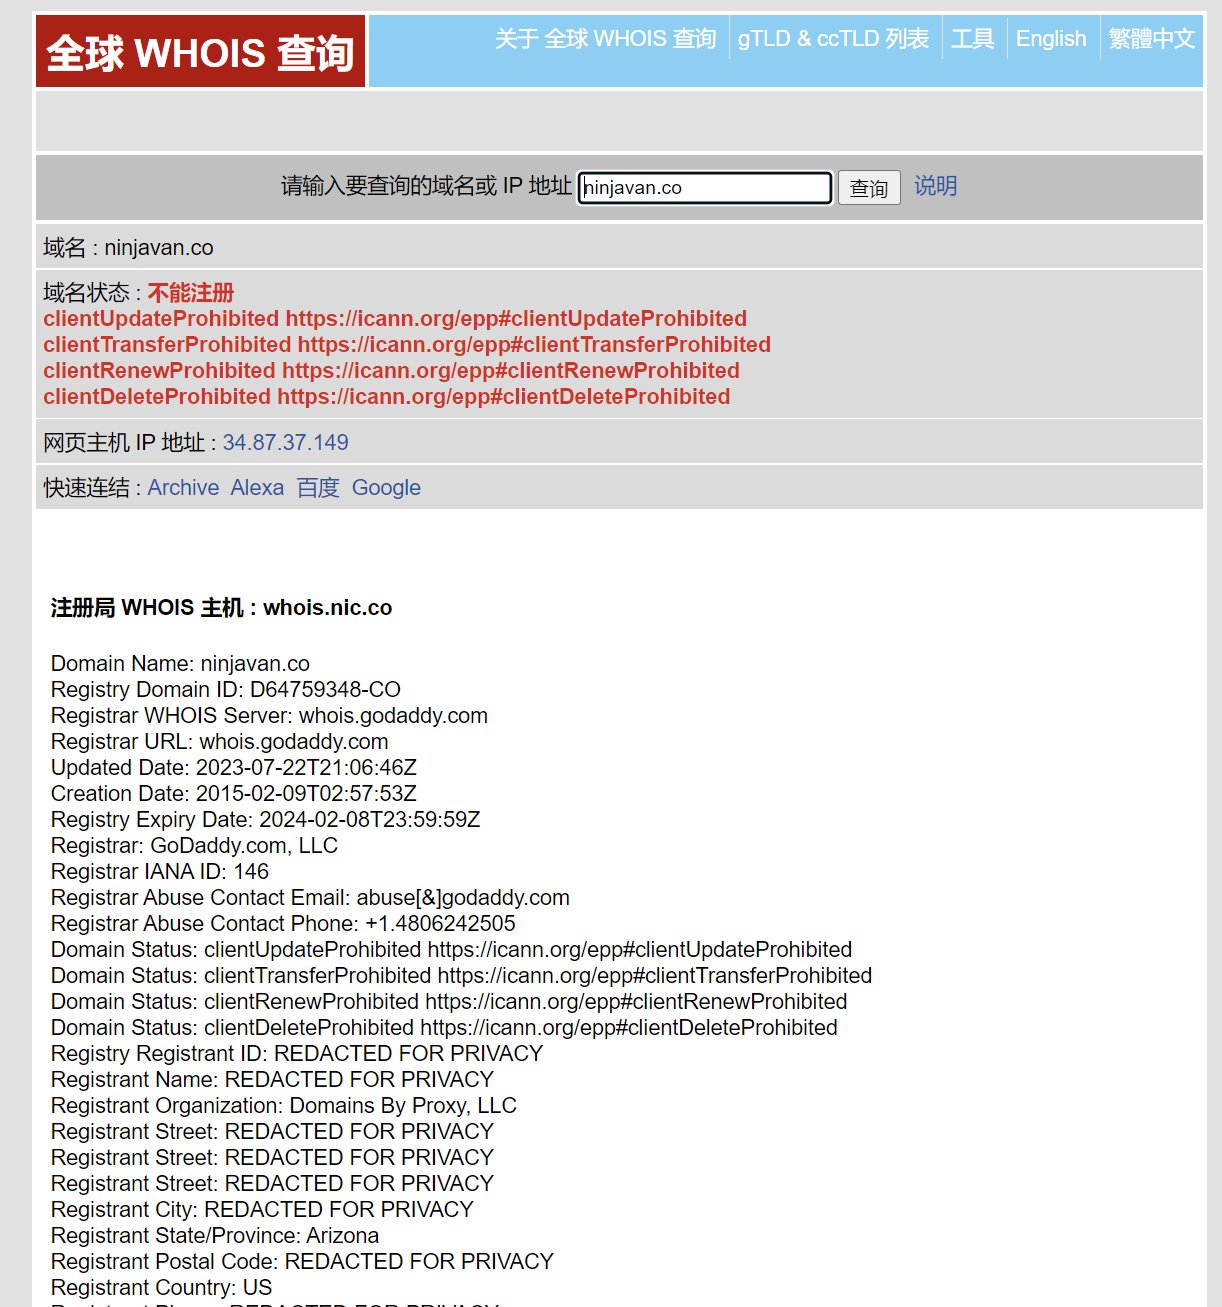 全球 WHOIS 查询
关于 全球 WHOIS 查询 gTLD & ccTLD 列表 工具 English 繁體中文
请输入要查询的域名或 IP 地址 ninjavan.co 查询 说明
域名 : ninjavan.co
域名状态 : 不能注册
clientUpdateProhibited https://icann.org/epp#clientUpdateProhibited
clientTransferProhibited https://icann.org/epp#clientTransferProhibited
clientRenewProhibited https://icann.org/epp#clientRenewProhibited
clientDeleteProhibited https://icann.org/epp#clientDeleteProhibited
网页主机 IP 地址 : 34.87.37.149
快速连结 : Archive Alexa 百度 Google
注册局 WHOIS 主机 : whois.nic.co
Domain Name: ninjavan.co
Registry Domain ID: D64759348-CO
Registrar WHOIS Server: whois.godaddy.com
Registrar URL: whois.godaddy.com
Updated Date: 2023-07-22T21:06:46Z
Creation Date: 2015-02-09T02:57:53Z
Registry Expiry Date: 2024-02-08T23:59:59Z
Registrar: GoDaddy.com, LLC
Registrar IANA ID: 146
Registrar Abuse Contact Email: abuse[&]godaddy.com
Registrar Abuse Contact Phone: +1.4806242505
Domain Status: clientUpdateProhibited https://icann.org/epp#clientUpdateProhibited
Domain Status: clientTransferProhibited https://icann.org/epp#clientTransferProhibited
Domain Status: clientRenewProhibited https://icann.org/epp#clientRenewProhibited
Domain Status: clientDeleteProhibited https://icann.org/epp#clientDeleteProhibited
Registry Registrant ID: REDACTED FOR PRIVACY
Registrant Name: REDACTED FOR PRIVACY
Registrant Organization: Domains By Proxy, LLC
Registrant Street: REDACTED FOR PRIVACY
Registrant Street: REDACTED FOR PRIVACY
Registrant Street: REDACTED FOR PRIVACY
Registrant City: REDACTED FOR PRIVACY
Registrant State/Province: Arizona
Registrant Postal Code: REDACTED FOR PRIVACY
Registrant Country: US